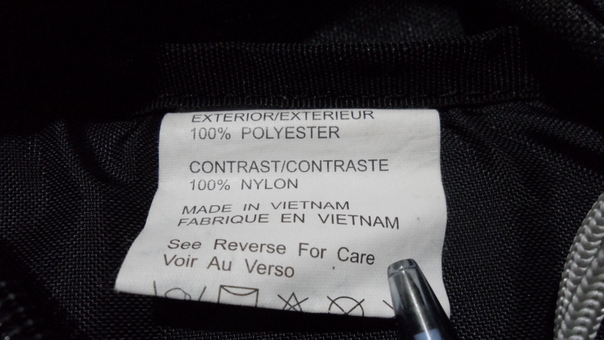 EXTERIOR/EXTERIEUR
100% POLYESTER
CONTRAST/CONTRASTE
100% NYLON
MADE IN VIETNAM
FABRIQUE EN VIETNAM
See Reverse For Care
Voir Au Verso